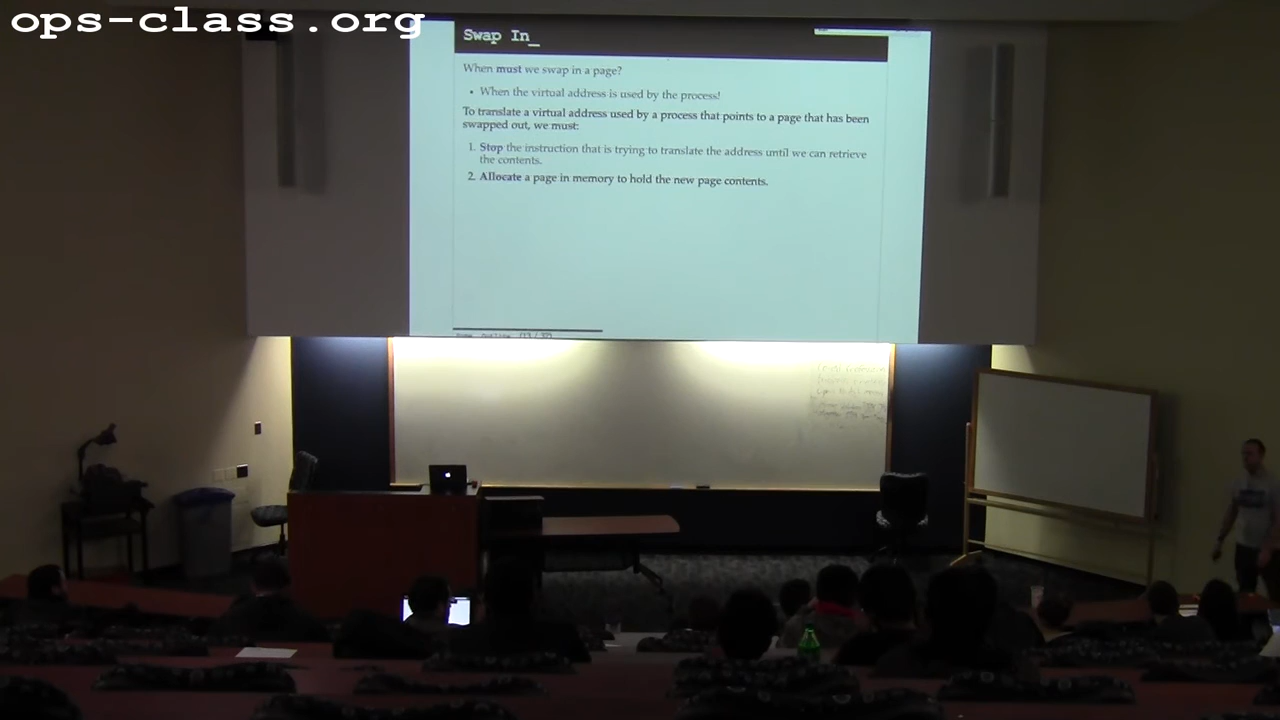 ops-class.org
Swap In_
When must we swap in a page?
• When the virtual address is used by the process!
To translate a virtual address used by a process that points to a page that has been
swapped out, we must:
1. Stop the instruction that is trying to translate the address until we can retrieve
the contents.
2. Allocate a page in memory to hold the new page contents.